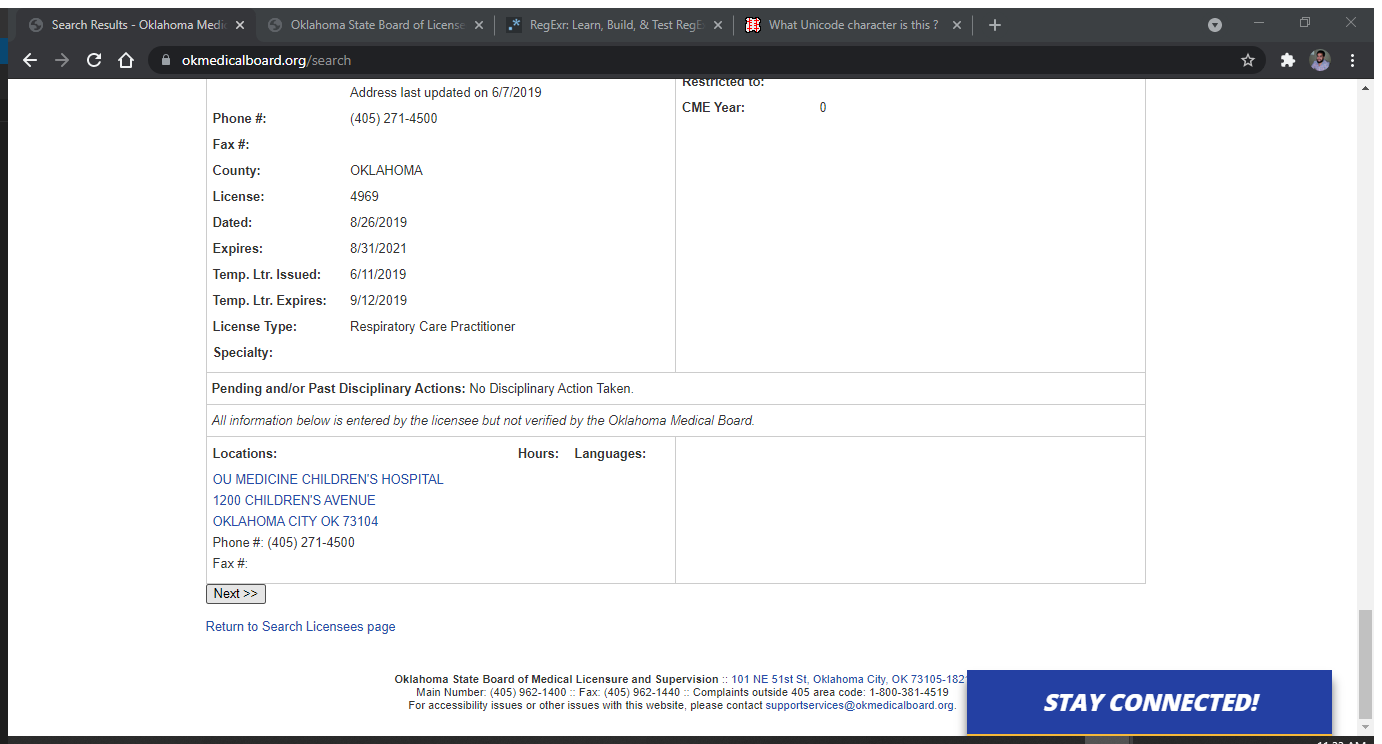 Search Results - Oklahoma Medic
Oklahoma State Board of License
RegExr: Learn, Build, & Test RegE
What Unicode character is this ?
okmedicalboard.org/search
Address last updated on 6/7/2019
Phone #: (405) 271-4500
Fax #:
County: OKLAHOMA
License: 4969
Dated: 8/26/2019
Expires: 8/31/2021
Temp. Ltr. Issued: 6/11/2019
Temp. Ltr. Expires: 9/12/2019
License Type: Respiratory Care Practitioner
Specialty:
Restricted to:
CME Year: 0
Pending and/or Past Disciplinary Actions: No Disciplinary Action Taken.
All information below is entered by the licensee but not verified by the Oklahoma Medical Board.
Locations: Hours: Languages:
OU MEDICINE CHILDREN'S HOSPITAL
1200 CHILDREN'S AVENUE
OKLAHOMA CITY OK 73104
Phone #: (405) 271-4500
Fax #:
Next >>
Return to Search Licensees page
Oklahoma State Board of Medical Licensure and Supervision :: 101 NE 51st St, Oklahoma City, OK 73105-182
Main Number: (405) 962-1400 :: Fax: (405) 962-1440 :: Complaints outside 405 area code: 1-800-381-4519
For accessibility issues or other issues with this website, please contact supportservices@okmedicalboard.org.
STAY CONNECTED!